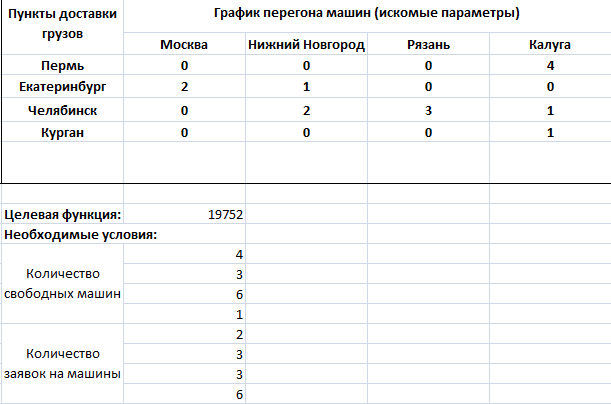 Пункты доставки грузов График перегона машин (искомые параметры)
Москва Нижний Новгород Рязань Калуга
Пермь 0 0 0 4
Екатеринбург 2 1 0 0
Челябинск 0 2 3 1
Курган 0 0 0 1
Целевая функция: 19752
Необходимые условия:
Количество свободных машин 4
3
6
1
Количество заявок на машины 2
3
3
6